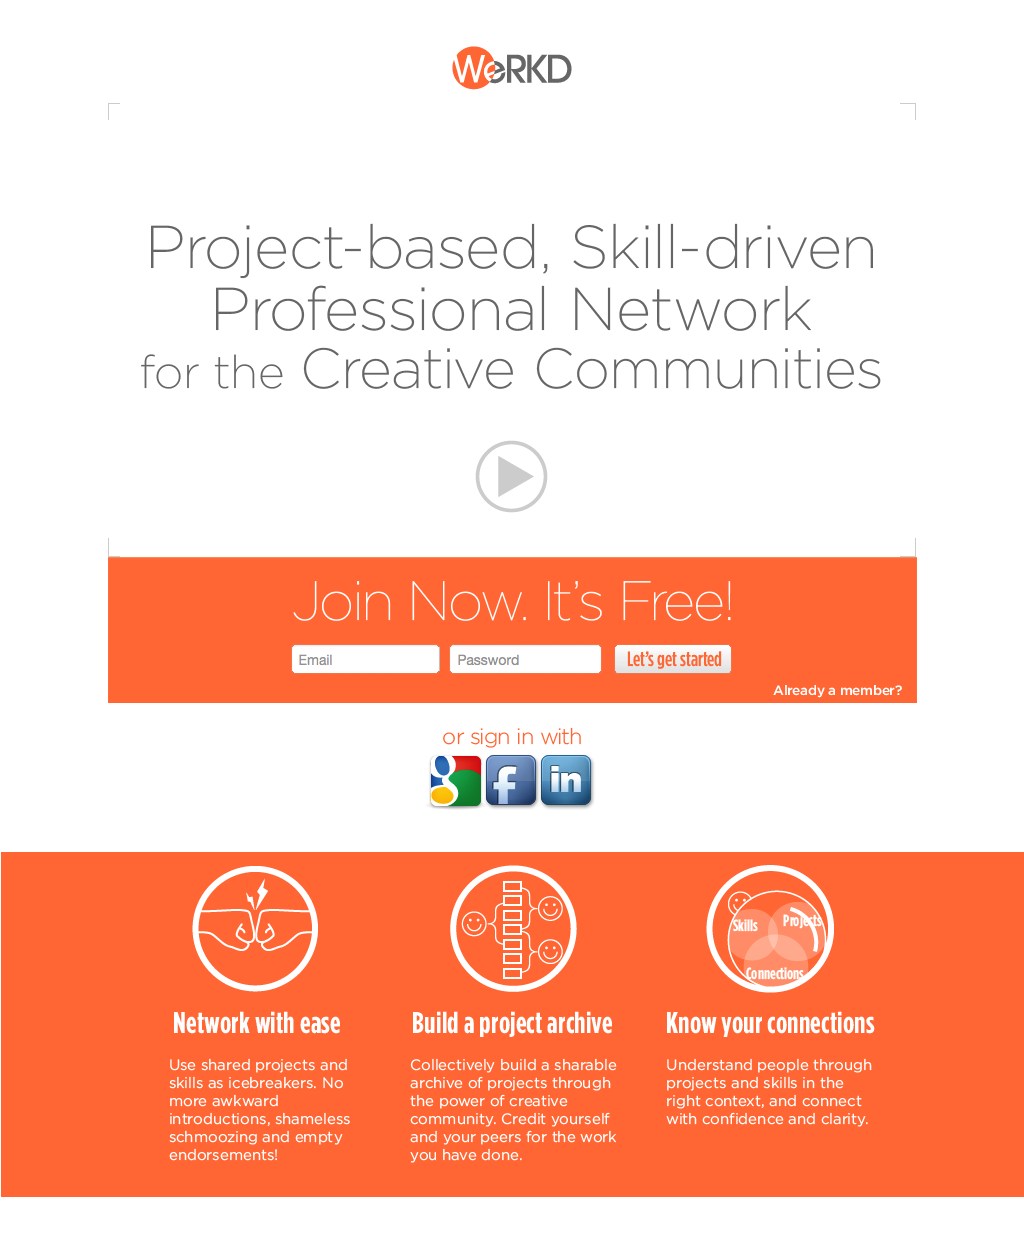 WeRKD
Project-based, Skill-driven
Professional Network
for the Creative Communities
Join Now. It's Free!
Email
Password
Let's get started
Already a member?
or sign in with
g
f
in
Skills
Projects
Connections
Network with ease
Use shared projects and
skills as icebreakers. No
more awkward
introductions, shameless
schmoozing and empty
endorsements!
Build a project archive
Collectively build a sharable
archive of projects through
the power of creative
community. Credit yourself
and your peers for the work
you have done.
Know your connections
Understand people through
projects and skills in the
right context, and connect
with confidence and clarity.